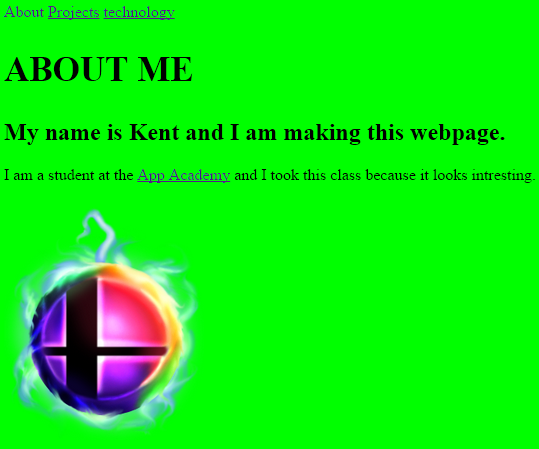 About Projects technology
ABOUT ME
My name is Kent and I am making this webpage.
I am a student at the App Academy and I took this class because it looks intresting.